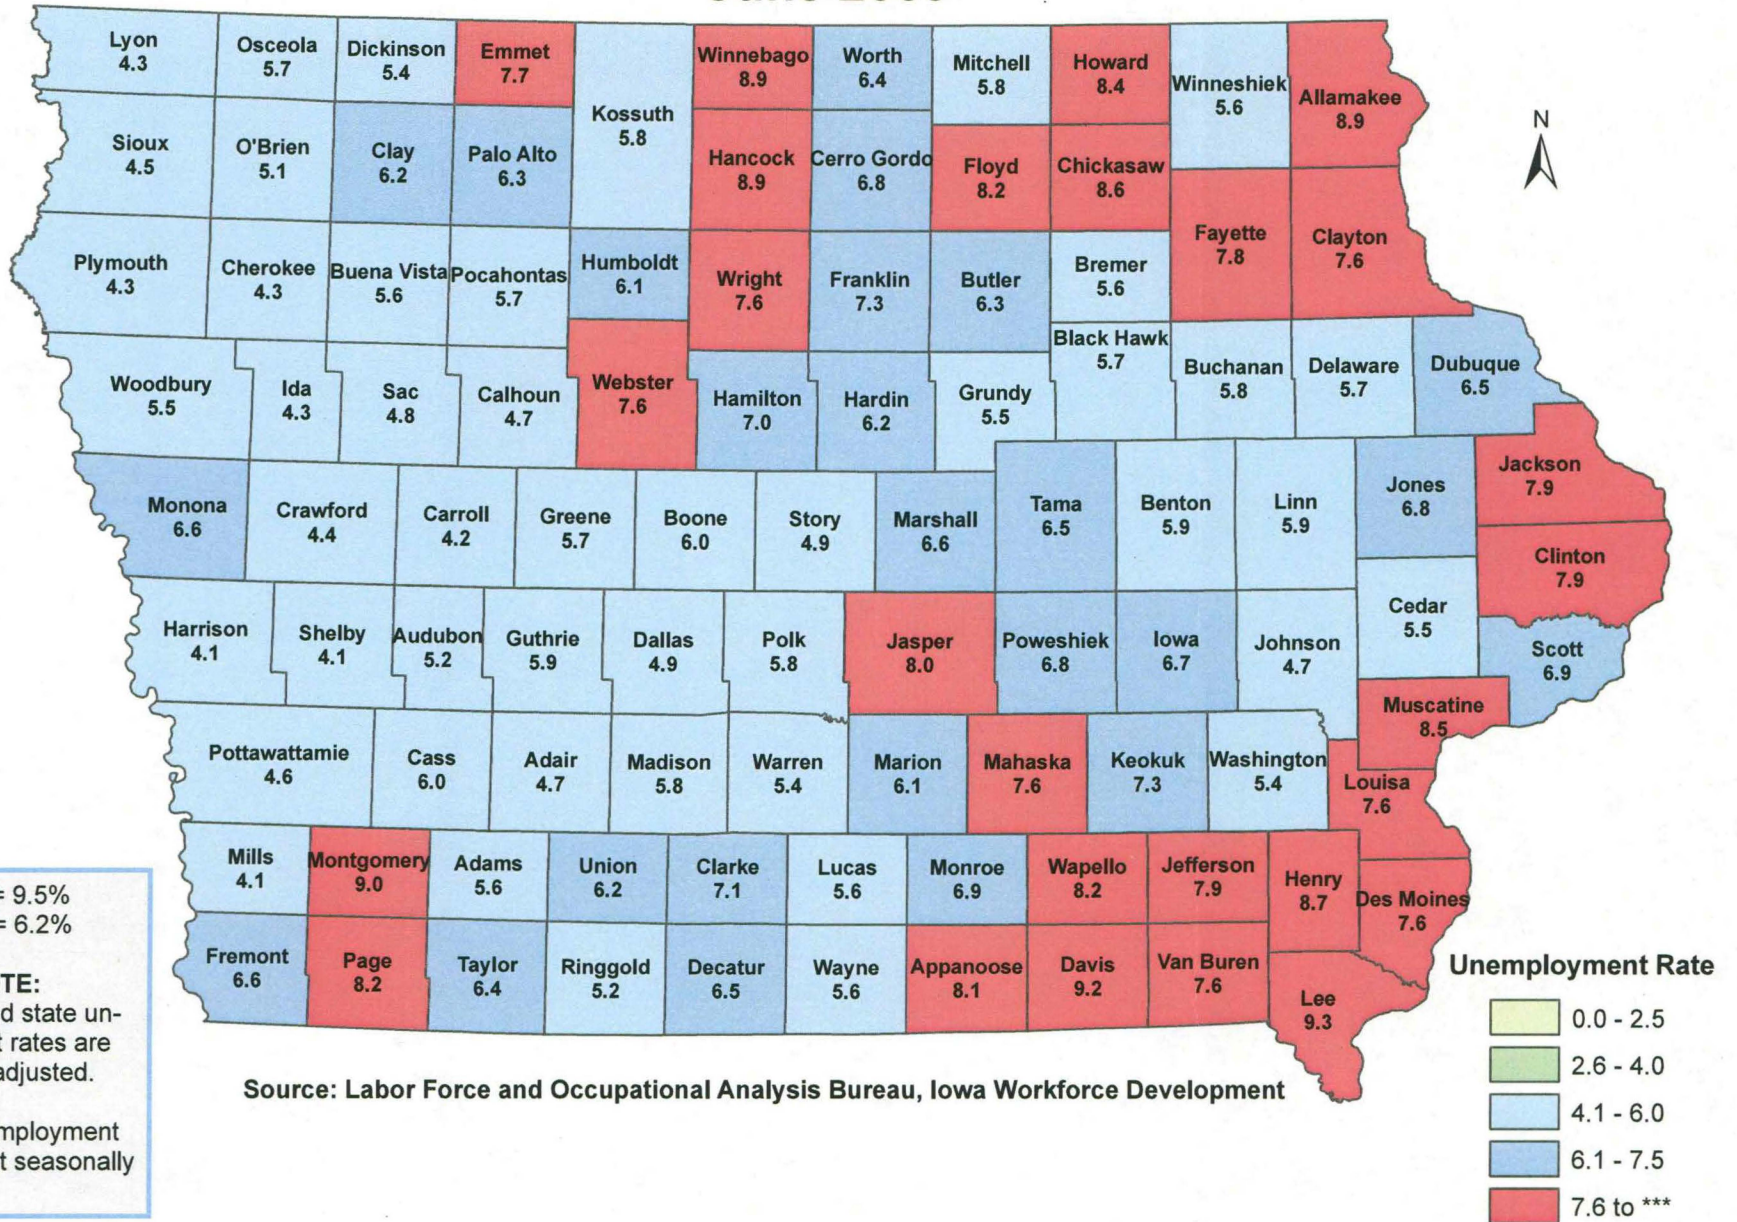 Lyon
4.3
Osceola
5.7
Dickinson
5.4
Emmet
7.7
Kossuth
5.8
Winnebago
8.9
Worth
6.4
Mitchell
5.8
Howard
8.4
Winneshiek
5.6
Allamakee
8.9
N
Sioux
4.5
O'Brien
5.1
Clay
6.2
Palo Alto
6.3
Hancock
8.9
Cerro Gordo
6.8
Floyd
8.2
Chickasaw
8.6
Fayette
7.8
Clayton
7.6
Plymouth
4.3
Cherokee
4.3
Buena Vista
5.6
Pocahontas
5.7
Humboldt
6.1
Wright
7.6
Franklin
7.3
Butler
6.3
Bremer
5.6
Black Hawk
5.7
Woodbury
5.5
Ida
4.3
Sac
4.8
Calhoun
4.7
Webster
7.6
Hamilton
7.0
Hardin
6.2
Grundy
5.5
Buchanan
5.8
Delaware
5.7
Dubuque
6.5
Monona
6.6
Crawford
4.4
Carroll
4.2
Greene
5.7
Boone
6.0
Story
4.9
Marshall
6.6
Tama
6.5
Benton
5.9
Linn
5.9
Jones
6.8
Jackson
7.9
Clinton
7.9
Harrison
4.1
Shelby
4.1
Audubon
5.2
Guthrie
5.9
Dallas
4.9
Polk
5.8
Jasper
8.0
Poweshiek
6.8
Iowa
6.7
Johnson
4.7
Cedar
5.5
Scott
6.9
Muscatine
8.5
Pottawattamie
4.6
Cass
6.0
Adair
4.7
Madison
5.8
Warren
5.4
Marion
6.1
Mahaska
7.6
Keokuk
7.3
Washington
5.4
Louisa
7.6
Mills
4.1
Montgomery
9.0
Adams
5.6
Union
6.2
Clarke
7.1
Lucas
5.6
Monroe
6.9
Wapello
8.2
Jefferson
7.9
Henry
8.7
Des Moines
7.6
Fremont
6.6
Page
8.2
Taylor
6.4
Ringgold
5.2
Decatur
6.5
Wayne
5.6
Appanoose
8.1
Davis
9.2
Van Buren
7.6
Lee
9.3
= 9.5%
= 6.2%
TE:
d state un-
t rates are
adjusted.
mployment
t seasonally
Source: Labor Force and Occupational Analysis Bureau, Iowa Workforce Development
Unemployment Rate
0.0 - 2.5
2.6 - 4.0
4.1 - 6.0
6.1 - 7.5
7.6 to ***